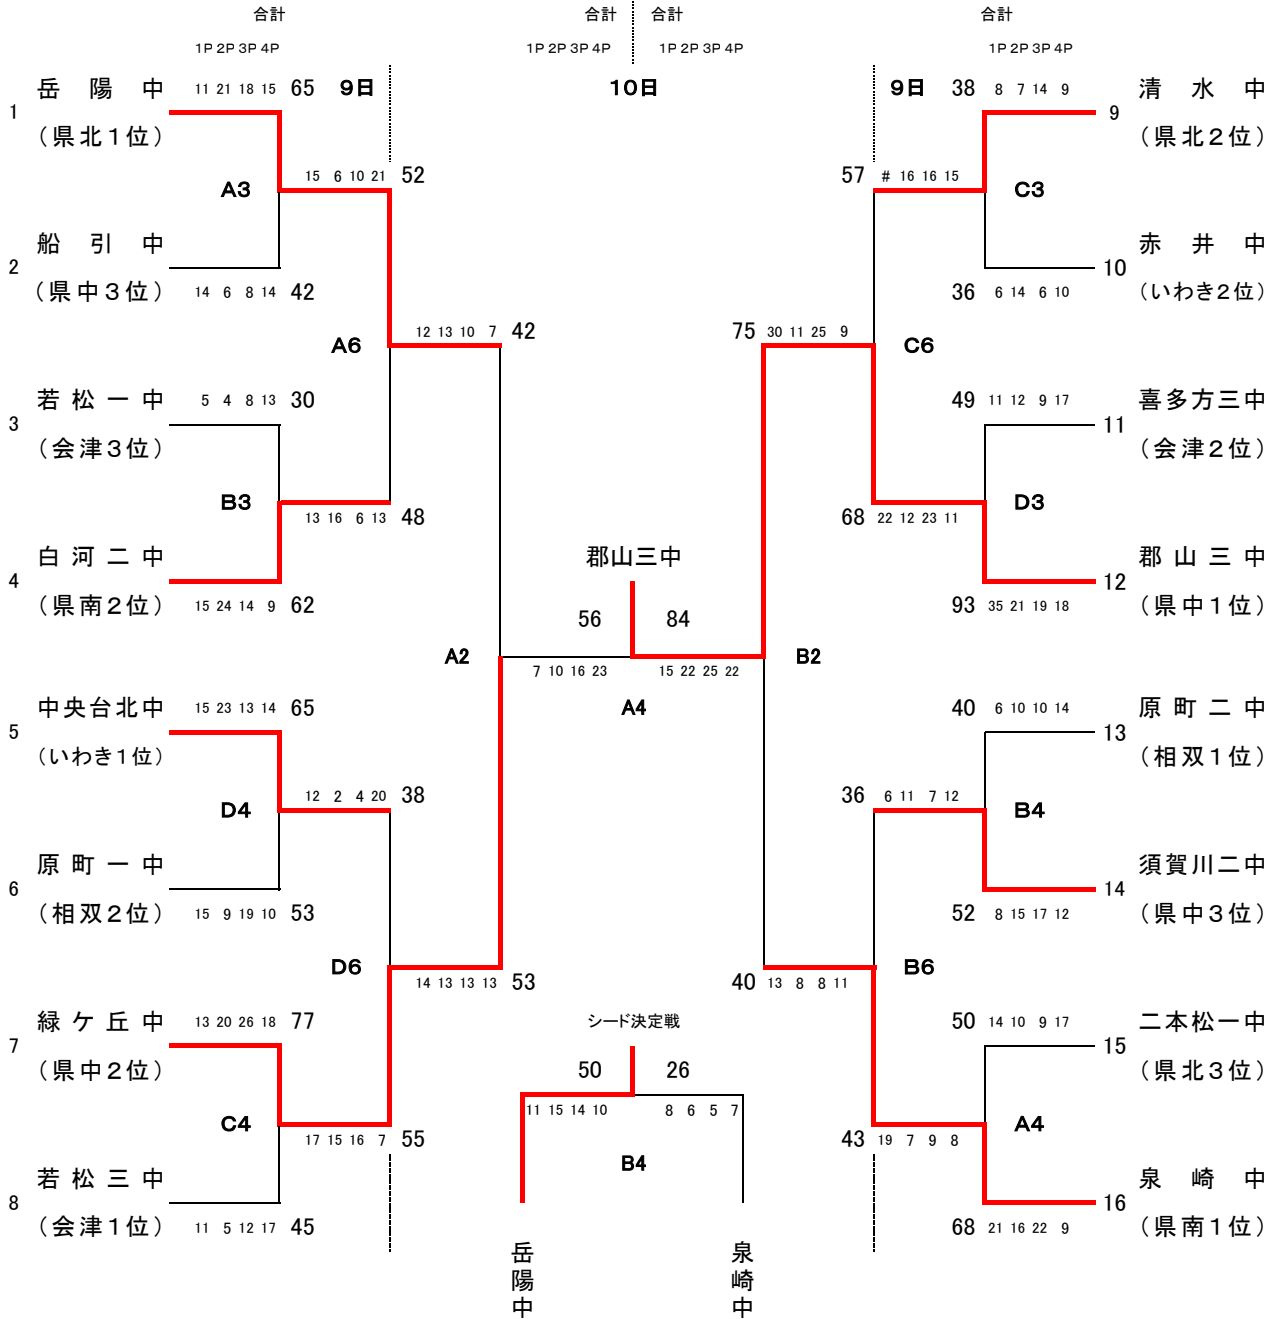 合計 合計 合計 合計
1P 2P 3P 4P 1P 2P 3P 4P 1P 2P 3P 4P 1P 2P 3P 4P
岳陽中 11 21 18 15 65 9日 10日 9日 38 8 7 14 9 清水中
1 9
（県北1位） （県北2位）
15 6 10 21 52 57 # 16 16 15
A3 C3
船引中 赤井中
2 10
（県中3位） 14 6 8 14 42 36 6 14 6 10 （いわき2位）
12 13 10 7 42 75 30 11 25 9
A6 C6
若松一中 5 4 8 13 30 49 11 12 9 17 喜多方三中
3 11
（会津3位） （会津2位）
B3 D3
13 16 6 13 48 68 22 12 23 11
白河二中 郡山三中 郡山三中
4 12
（県南2位） 15 24 14 9 62 93 35 21 19 18 （県中1位）
56 84
A2 B2
7 10 16 23 15 22 25 22
A4
中央台北中 15 23 13 14 65 40 6 10 10 14 原町二中
5 13
（いわき1位） （相双1位）
12 2 4 20 38 36 6 11 7 12
D4 B4
原町一中 須賀川二中
6 14
（相双2位） 15 9 19 10 53 52 8 15 17 12 （県中3位）
D6 B6
14 13 13 13 53 40 13 8 8 11
緑ケ丘中 13 20 26 18 77 シード決定戦 50 14 10 9 17 二本松一中
7 15
（県中2位） 50 26 （県北3位）
11 15 14 10 8 6 5 7
C4 A4
17 15 16 7 55 43 19 7 9 8
B4
若松三中 泉崎中
8 16
（会津1位） 11 5 12 17 45 68 21 16 22 9 （県南1位）
岳陽中 泉崎中